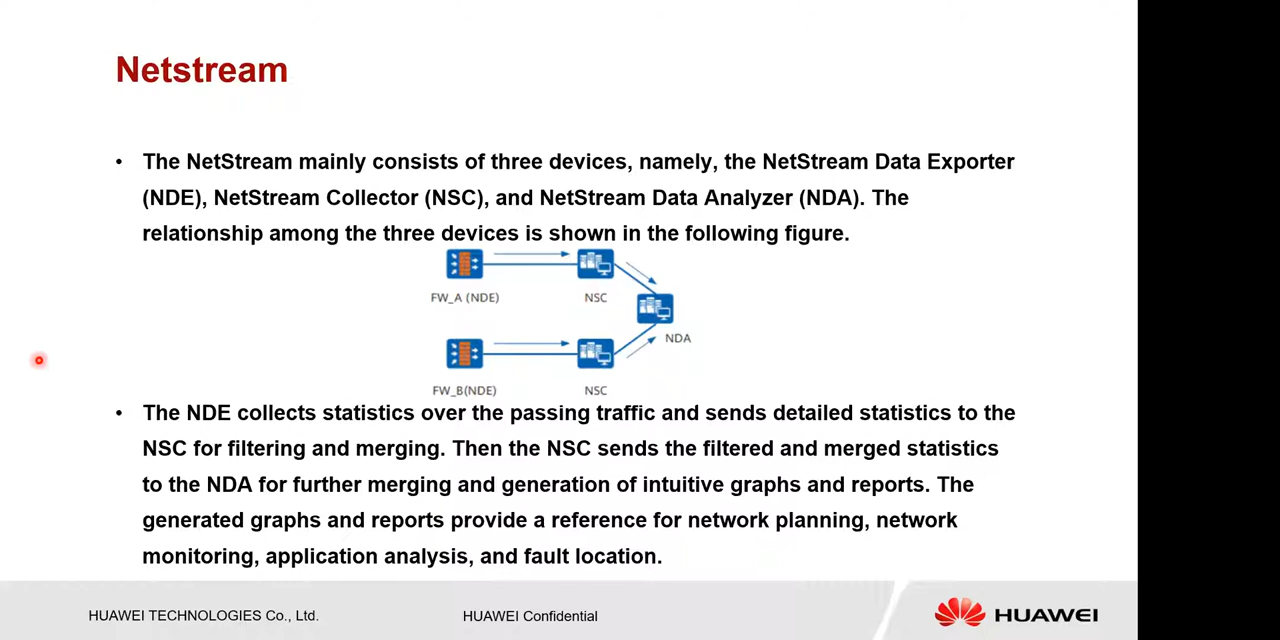 Netstream
• The NetStream mainly consists of three devices, namely, the NetStream Data Exporter
(NDE), NetStream Collector (NSC), and NetStream Data Analyzer (NDA). The
relationship among the three devices is shown in the following figure.
FW_A (NDE)
NSC
NDA
FW_B(NDE)
NSC
• The NDE collects statistics over the passing traffic and sends detailed statistics to the
NSC for filtering and merging. Then the NSC sends the filtered and merged statistics
to the NDA for further merging and generation of intuitive graphs and reports. The
generated graphs and reports provide a reference for network planning, network
monitoring, application analysis, and fault location.
HUAWEI TECHNOLOGIES Co., Ltd.
HUAWEI Confidential
HUAWEI